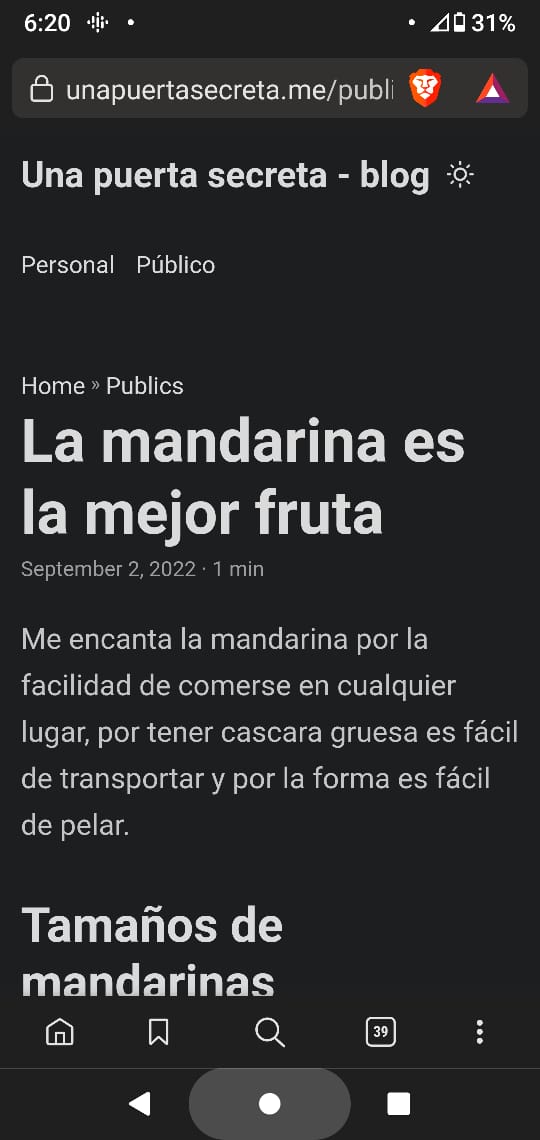 6:20
31%
unapuertasecreta.me/publi
Una puerta secreta - blog
Personal Público
Home » Publics
La mandarina es
la mejor fruta
September 2, 2022 · 1 min
Me encanta la mandarina por la
facilidad de comerse en cualquier
lugar, por tener cascara gruesa es fácil
de transportar y por la forma es fácil
de pelar.
Tamaños de
mandarinas
39